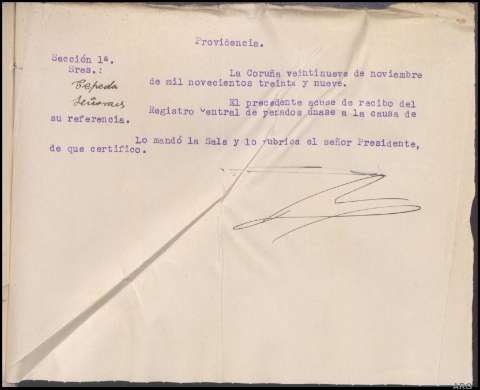 Providencia.
Sección 1ª.
Sres.:
Cepeda
La Coruña veintinueve de noviembre
de mil novecientos treinta y nueve.
El precedente acuse de recibo del
Registro Central de penados únase a la causa de
su referencia.
Lo mandó la Sala y lo rubrica el señor Presidente,
de que certifico.
ARG